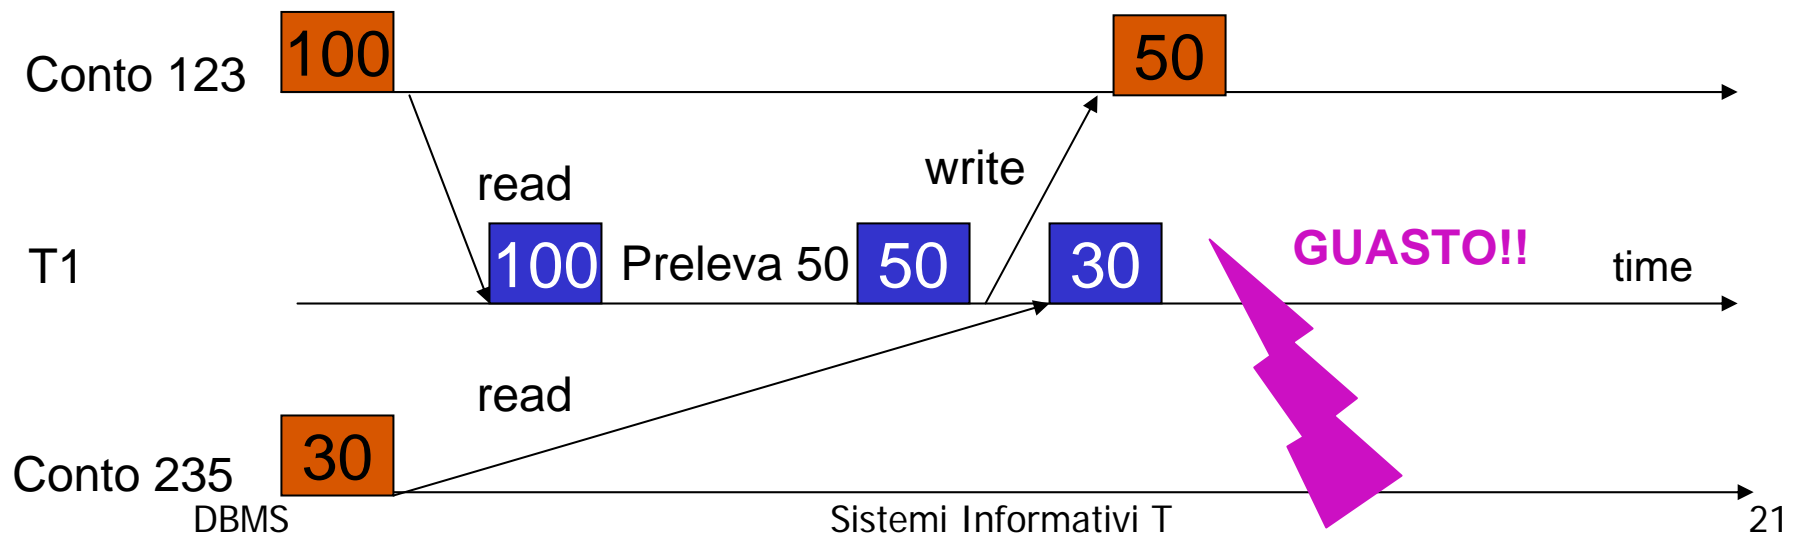 Conto 123 100 50
read write
T1 100 Preleva 50 50 30 GUASTO!! time
read
Conto 235 30
DBMS Sistemi Informativi T 21